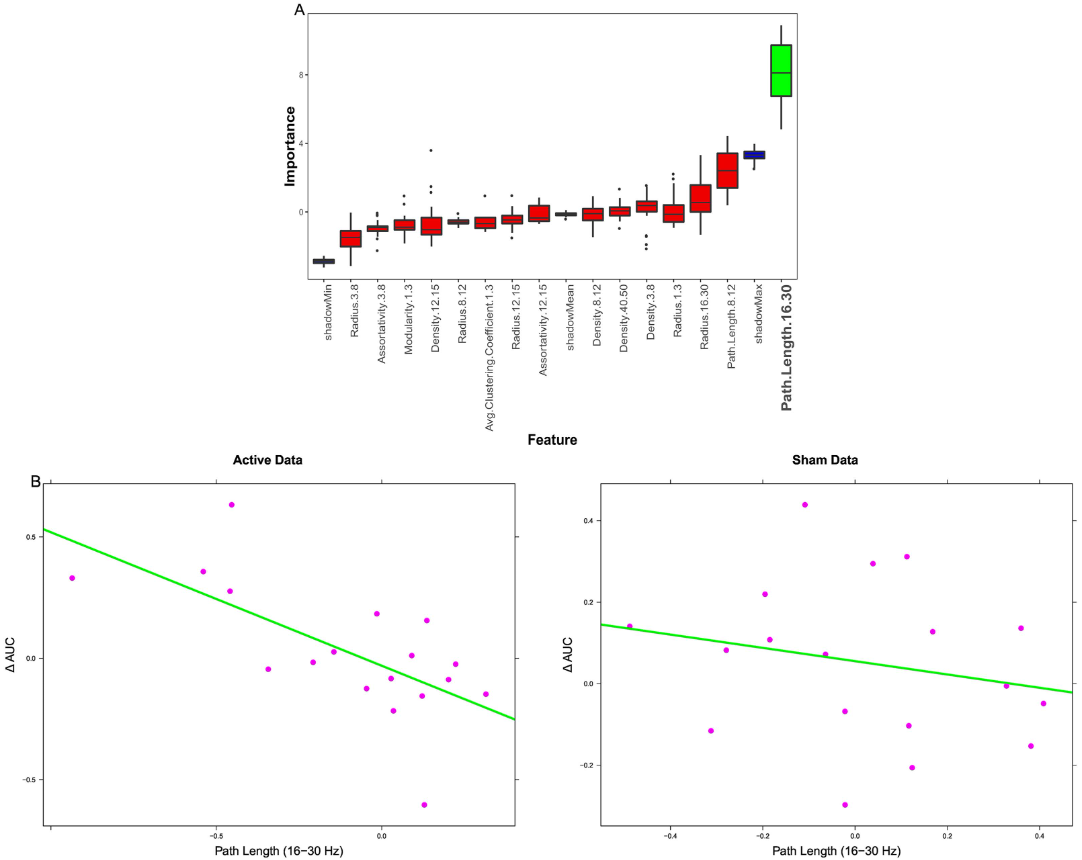 A
Importance
8
4
0
shadowMin
Radius.3.8
Assortativity.3.8
Modularity.1.3
Density.12.15
Radius.8.12
Avg.Clustering.Coefficient.1.3
Radius.12.15
Assortativity.12.15
shadowMean
Density.8.12
Density.40.50
Density.3.8
Radius.1.3
Radius.16.30
Path.Length.8.12
shadowMax
Path.Length.16.30
Feature
B
Active Data
Δ AUC
0.5
0.0
−0.5
−0.5
0.0
Path Length (16−30 Hz)
Sham Data
Δ AUC
0.4
0.2
0.0
−0.2
−0.4
−0.2
0.0
0.2
0.4
Path Length (16−30 Hz)